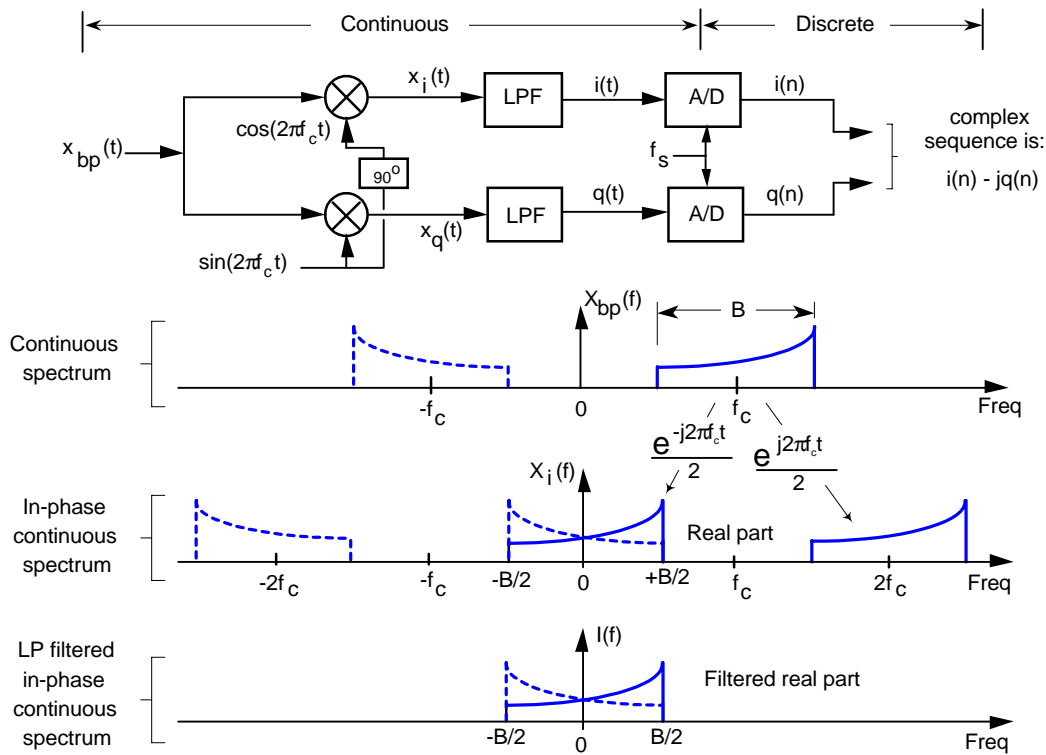 Continuous
Discrete
x_i(t)
LPF
i(t)
A/D
i(n)
cos(2πf_ct)
x_bp(t)
90°
f_s
complex
sequence is:
i(n) - jq(n)
x_q(t)
LPF
q(t)
A/D
q(n)
sin(2πf_ct)
Continuous
spectrum
X_bp(f)
B
-f_c
0
f_c
Freq
e^-j2πf_ct
2
e^j2πf_ct
2
In-phase
continuous
spectrum
X_i(f)
Real part
-2f_c
-f_c
-B/2
0
+B/2
f_c
2f_c
Freq
LP filtered
in-phase
continuous
spectrum
I(f)
Filtered real part
-B/2
0
B/2
Freq